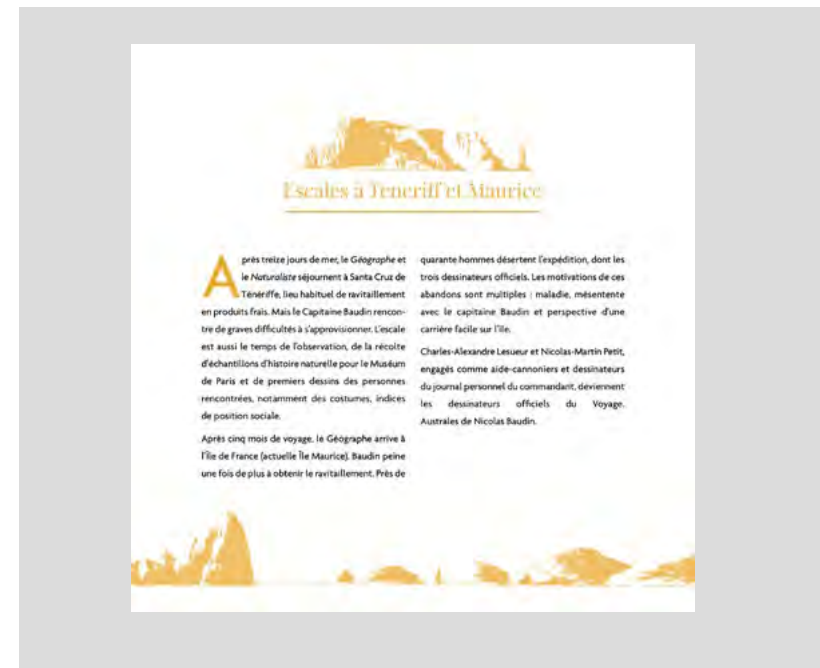 Escales à Teneriff et Maurice
Après treize jours de mer, le Géographe et
le Naturaliste séjournent à Santa Cruz de
Ténériffe, lieu habituel de ravitaillement
en produits frais. Mais le Capitaine Baudin rencon-
tre de graves difficultés à s'approvisionner. L'escale
est aussi le temps de l'observation, de la récolte
d'échantillons d'histoire naturelle pour le Muséum
de Paris et de premiers dessins des personnes
rencontrées, notamment des costumes, indices
de position sociale.
Après cinq mois de voyage, le Géographe arrive à
l'Île de France (actuelle Île Maurice). Baudin peine
une fois de plus à obtenir le ravitaillement. Près de
quarante hommes désertent l'expédition, dont les
trois dessinateurs officiels. Les motivations de ces
abandons sont multiples : maladie, mésentente
avec le capitaine Baudin et perspective d'une
carrière facile sur l'île.
Charles-Alexandre Lesueur et Nicolas-Martin Petit,
engagés comme aide-cannoniers et dessinateurs
du journal personnel du commandant, deviennent
les dessinateurs officiels du Voyage.
Australes de Nicolas Baudin.